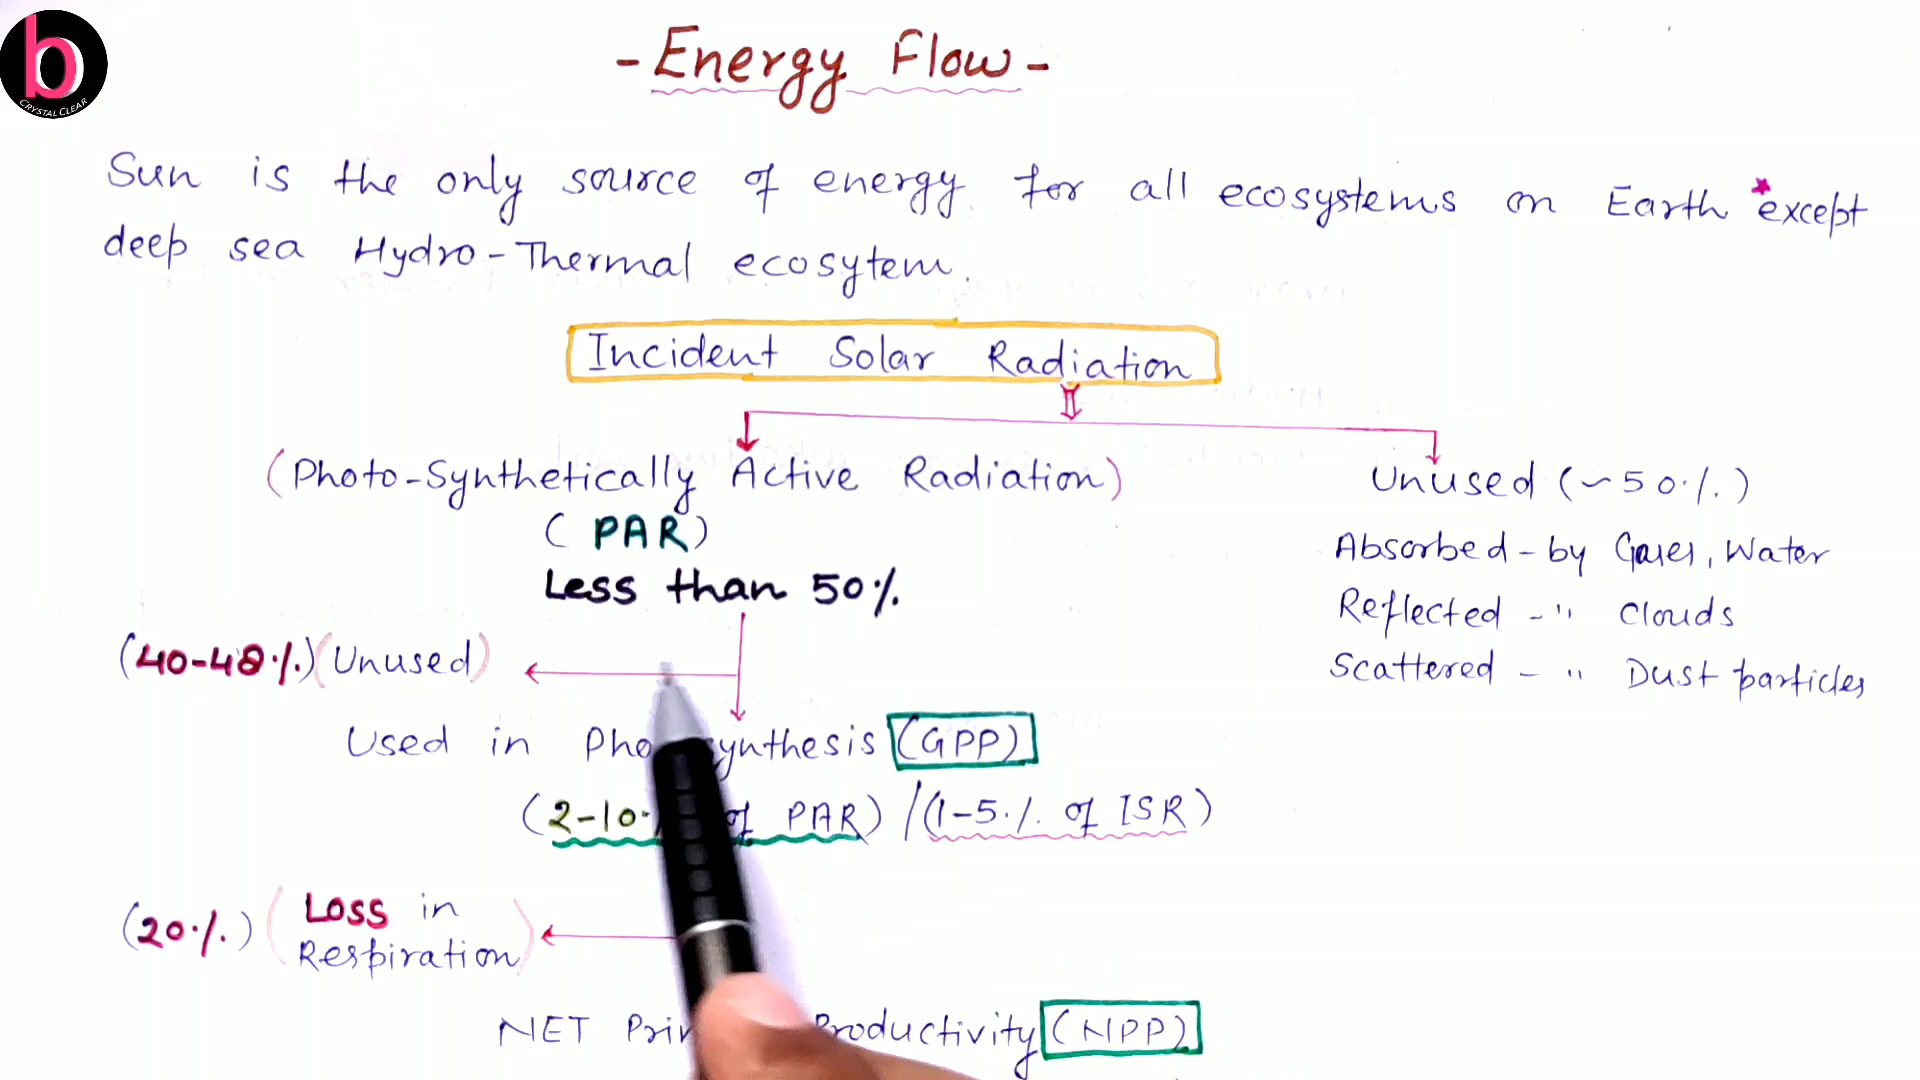 b
CRYSTAL CLEAR
- Energy Flow -
Sun is the only source of energy for all ecosystems on Earth *except
deep sea Hydro-Thermal ecosytem.
Incident Solar Radiation
(Photo-Synthetically Active Radiation)
(PAR)
Less than 50%
Unused (~50%)
Absorbed - by Gases, Water
Reflected - " Clouds
Scattered - " Dust particles
(40-48%) (Unused)
Used in Pho ynthesis (GPP)
(2-10% of PAR) / (1-5% of ISR)
(20%) (Loss in
Respiration)
NET Pri Productivity (NPP)